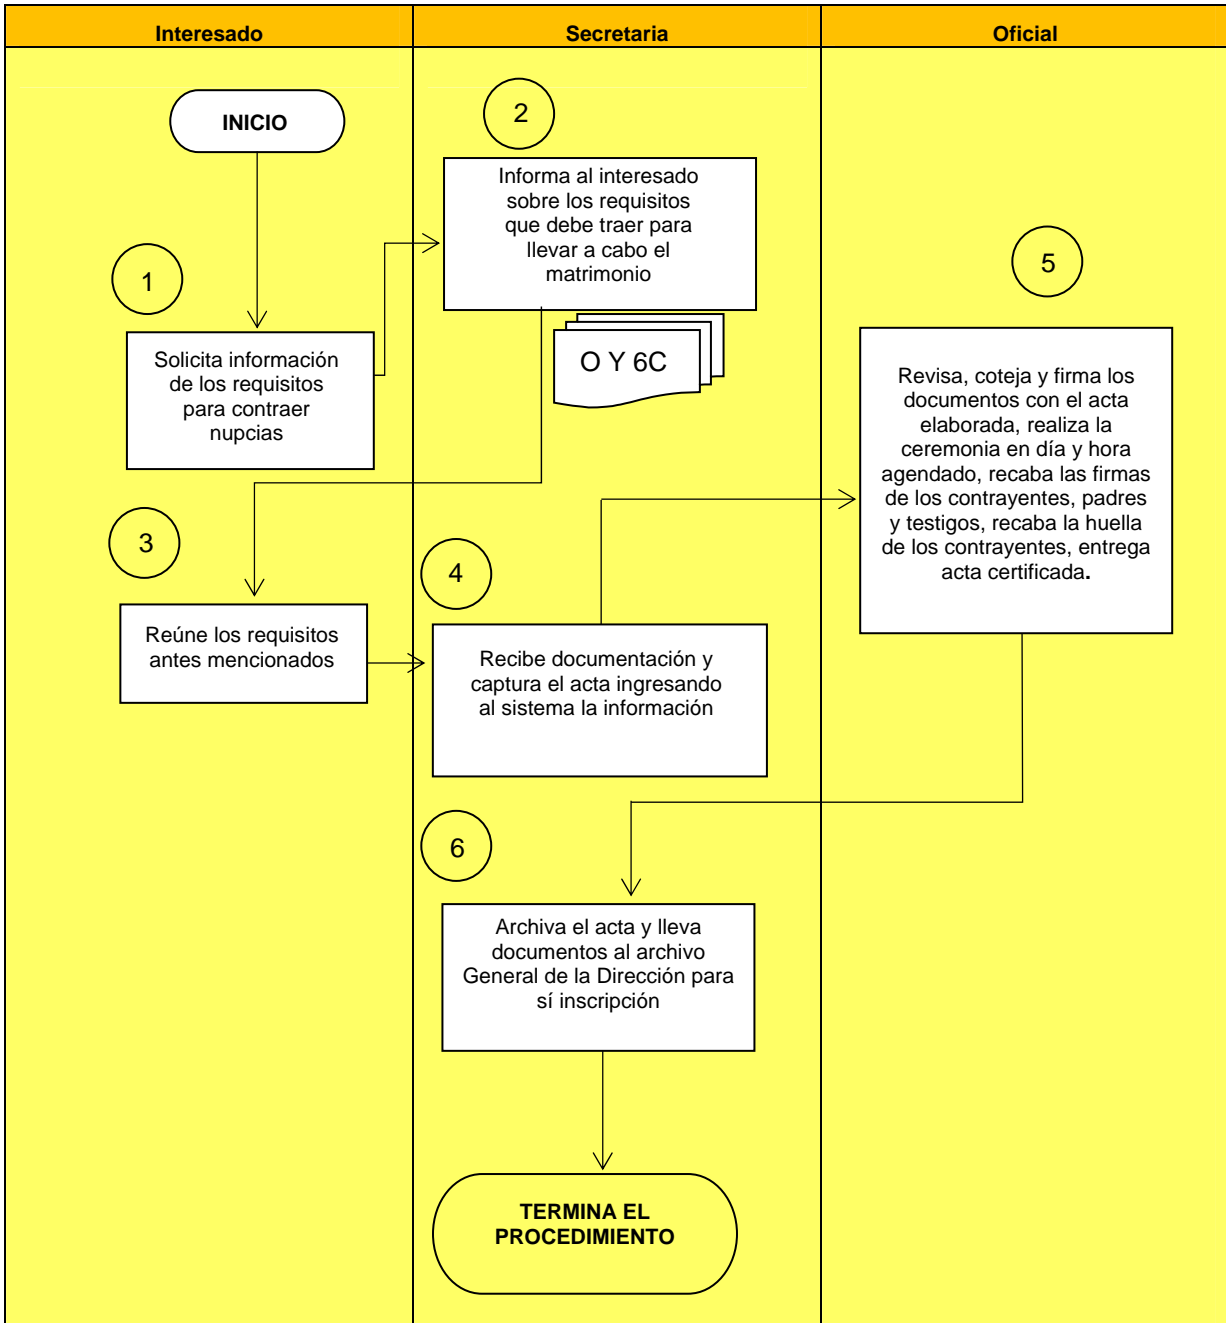 Interesado
Secretaria
Oficial
INICIO
1
Solicita información
de los requisitos
para contraer
nupcias
2
Informa al interesado
sobre los requisitos
que debe traer para
llevar a cabo el
matrimonio
O Y 6C
3
Reúne los requisitos
antes mencionados
4
Recibe documentación y
captura el acta ingresando
al sistema la información
5
Revisa, coteja y firma los
documentos con el acta
elaborada, realiza la
ceremonia en día y hora
agendado, recaba las firmas
de los contrayentes, padres
y testigos, recaba la huella
de los contrayentes, entrega
acta certificada.
6
Archiva el acta y lleva
documentos al archivo
General de la Dirección para
sí inscripción
TERMINA EL
PROCEDIMIENTO